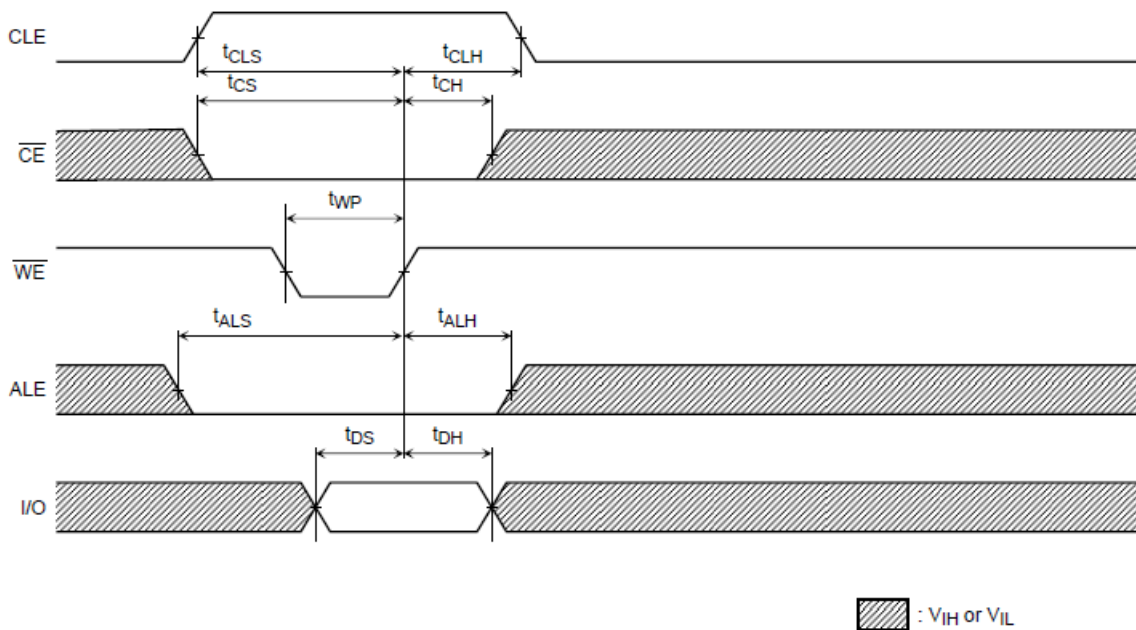 CLE
tCLS
tCLH
tCS
tCH
CE
tWP
WE
tALS
tALH
ALE
tDS
tDH
I/O
: VIH or VIL